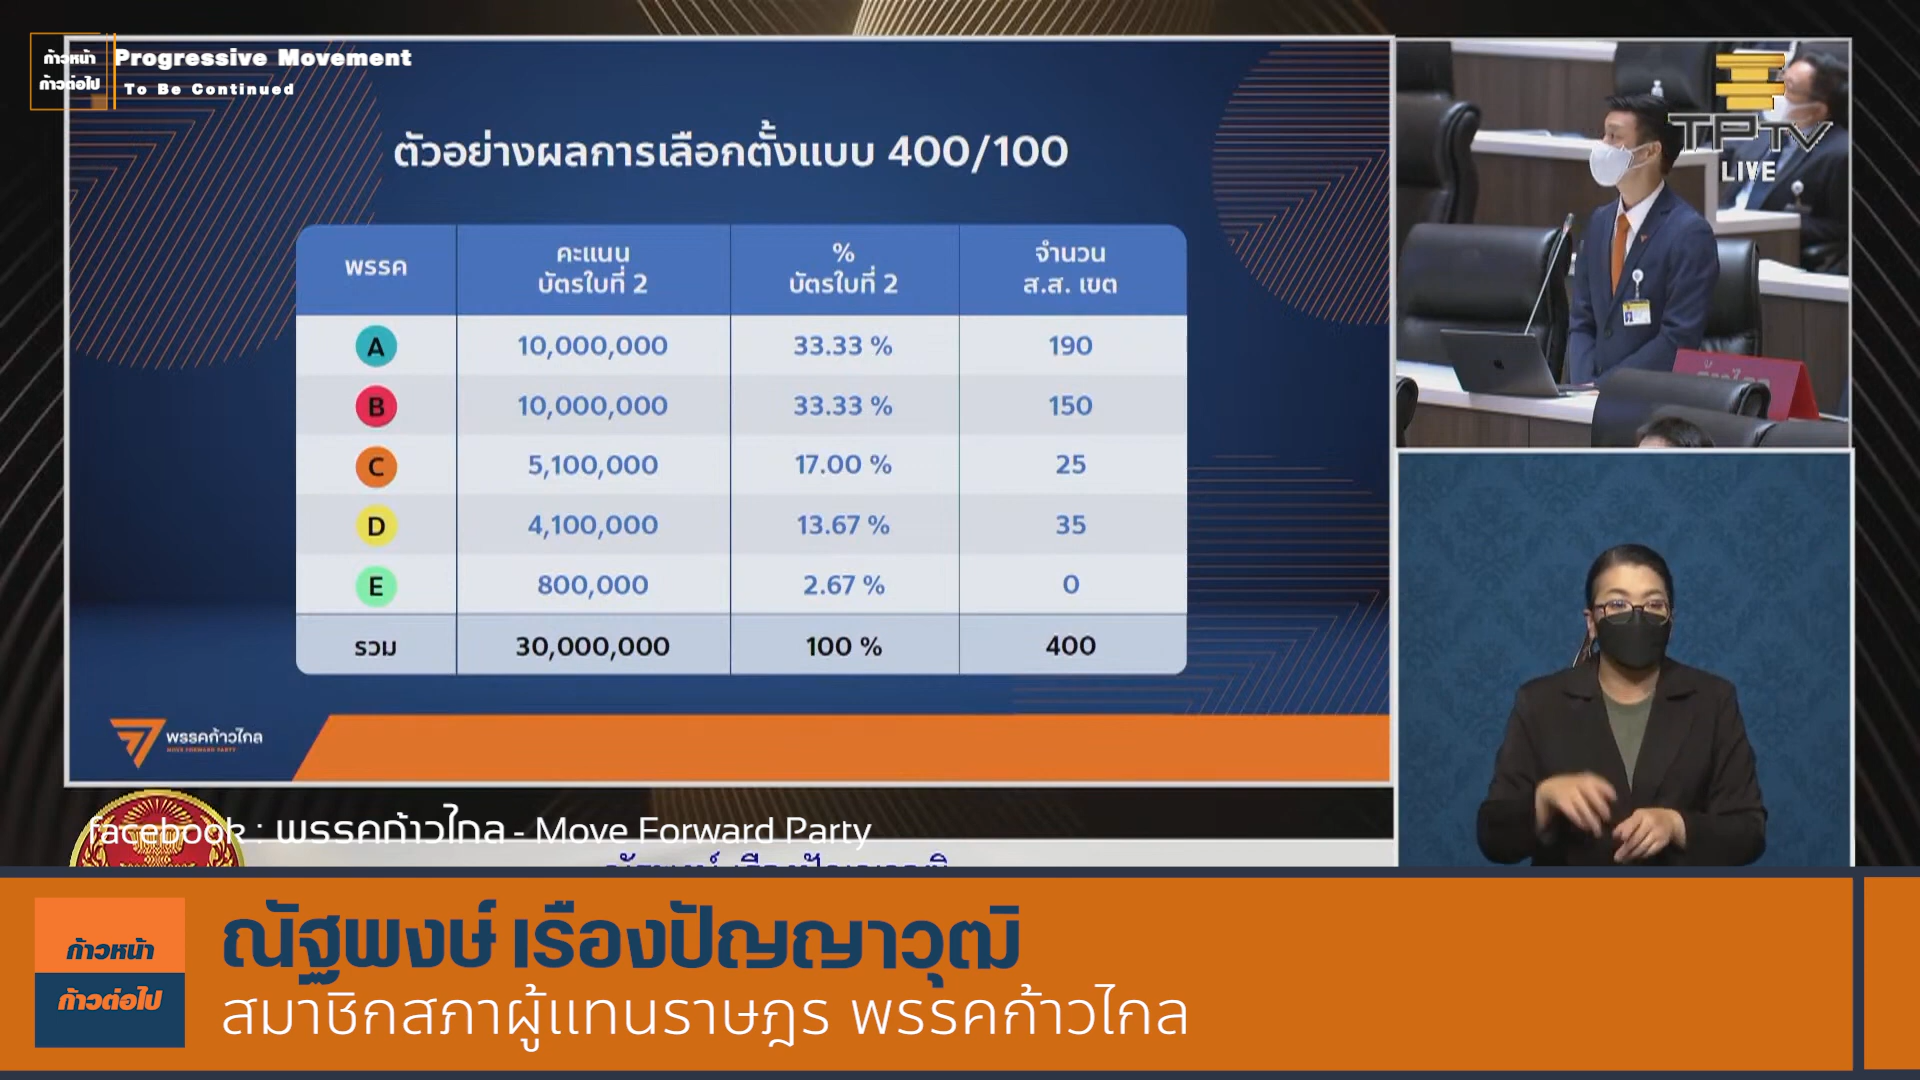 ก้าวหน้า
ก้าวต่อไป
Progressive Movement
To Be Continued
ตัวอย่างผลการเลือกตั้งแบบ 400/100
พรรค
คะแนน
บัตรใบที่ 2
%
บัตรใบที่ 2
จำนวน
ส.ส. เขต
A 10,000,000 33.33 % 190
B 10,000,000 33.33 % 150
C 5,100,000 17.00 % 25
D 4,100,000 13.67 % 35
E 800,000 2.67 % 0
รวม 30,000,000 100 % 400
พรรคก้าวไกล
MOVE FORWARD PARTY
TPTV
LIVE
facebook : พรรคก้าวไกล - Move Forward Party
ก้าวหน้า
ก้าวต่อไป
ณัฐพงษ์ เรืองปัญญาวุฒิ
สมาชิกสภาผู้แทนราษฎร พรรคก้าวไกล